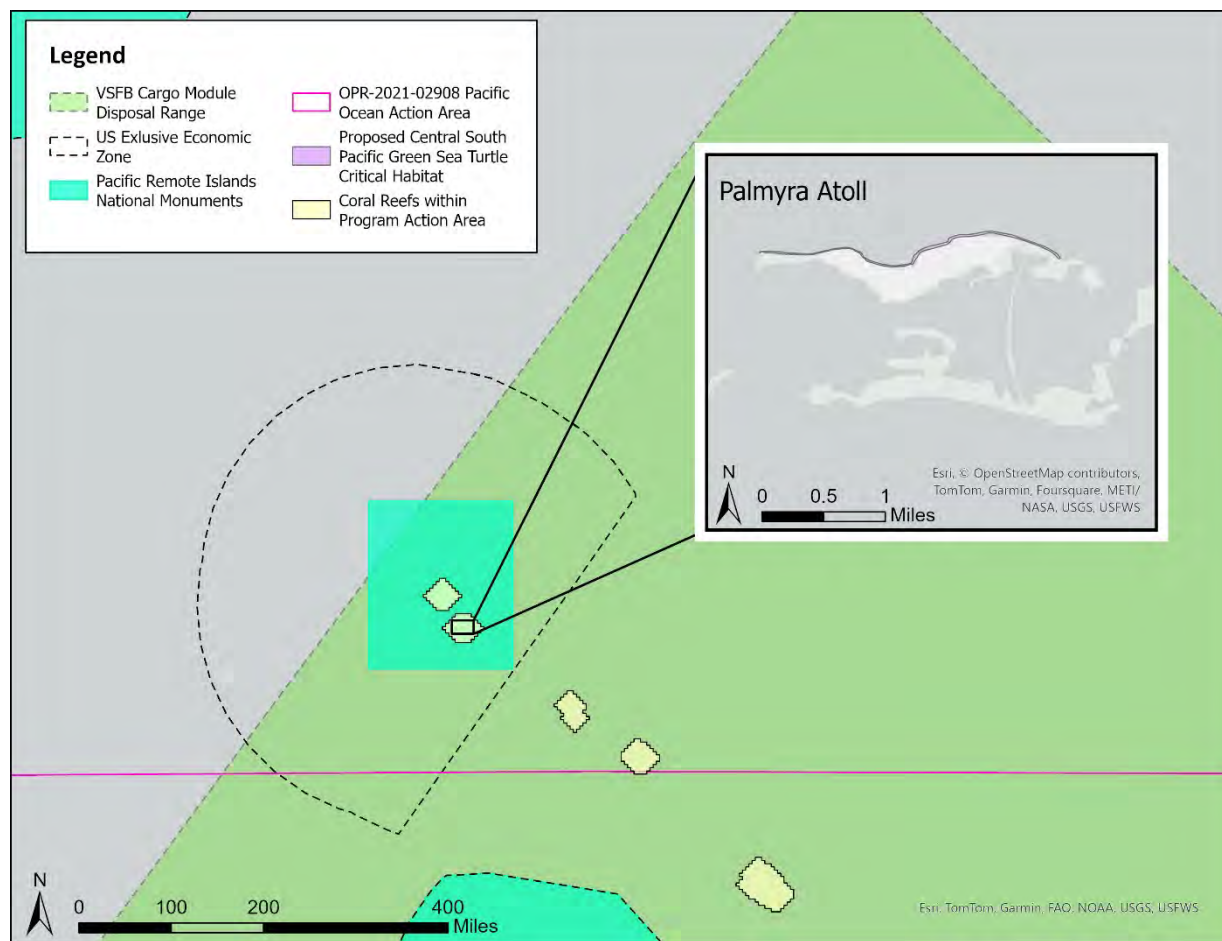 Legend
VSFB Cargo Module
Disposal Range
US Exlusive Economic
Zone
Pacific Remote Islands
National Monuments
OPR-2021-02908 Pacific
Ocean Action Area
Proposed Central South
Pacific Green Sea Turtle
Critical Habitat
Coral Reefs within
Program Action Area
Palmyra Atoll
Esri, © OpenStreetMap contributors,
TomTom, Garmin, Foursquare, METI/
NASA, USGS, USFWS
N
0 0.5 1
Miles
N
0 100 200 400
Miles
Esri, TomTom, Garmin, FAO, NOAA, USGS, USFWS